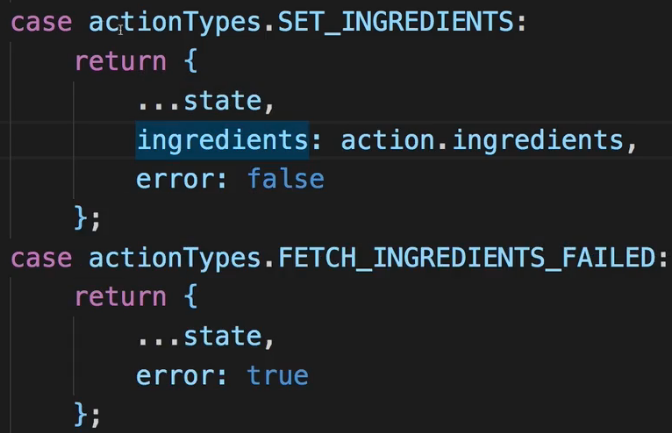 case actionTypes.SET_INGREDIENTS:
return {
...state,
ingredients: action.ingredients,
error: false
};
case actionTypes.FETCH_INGREDIENTS_FAILED:
return {
...state,
error: true
};